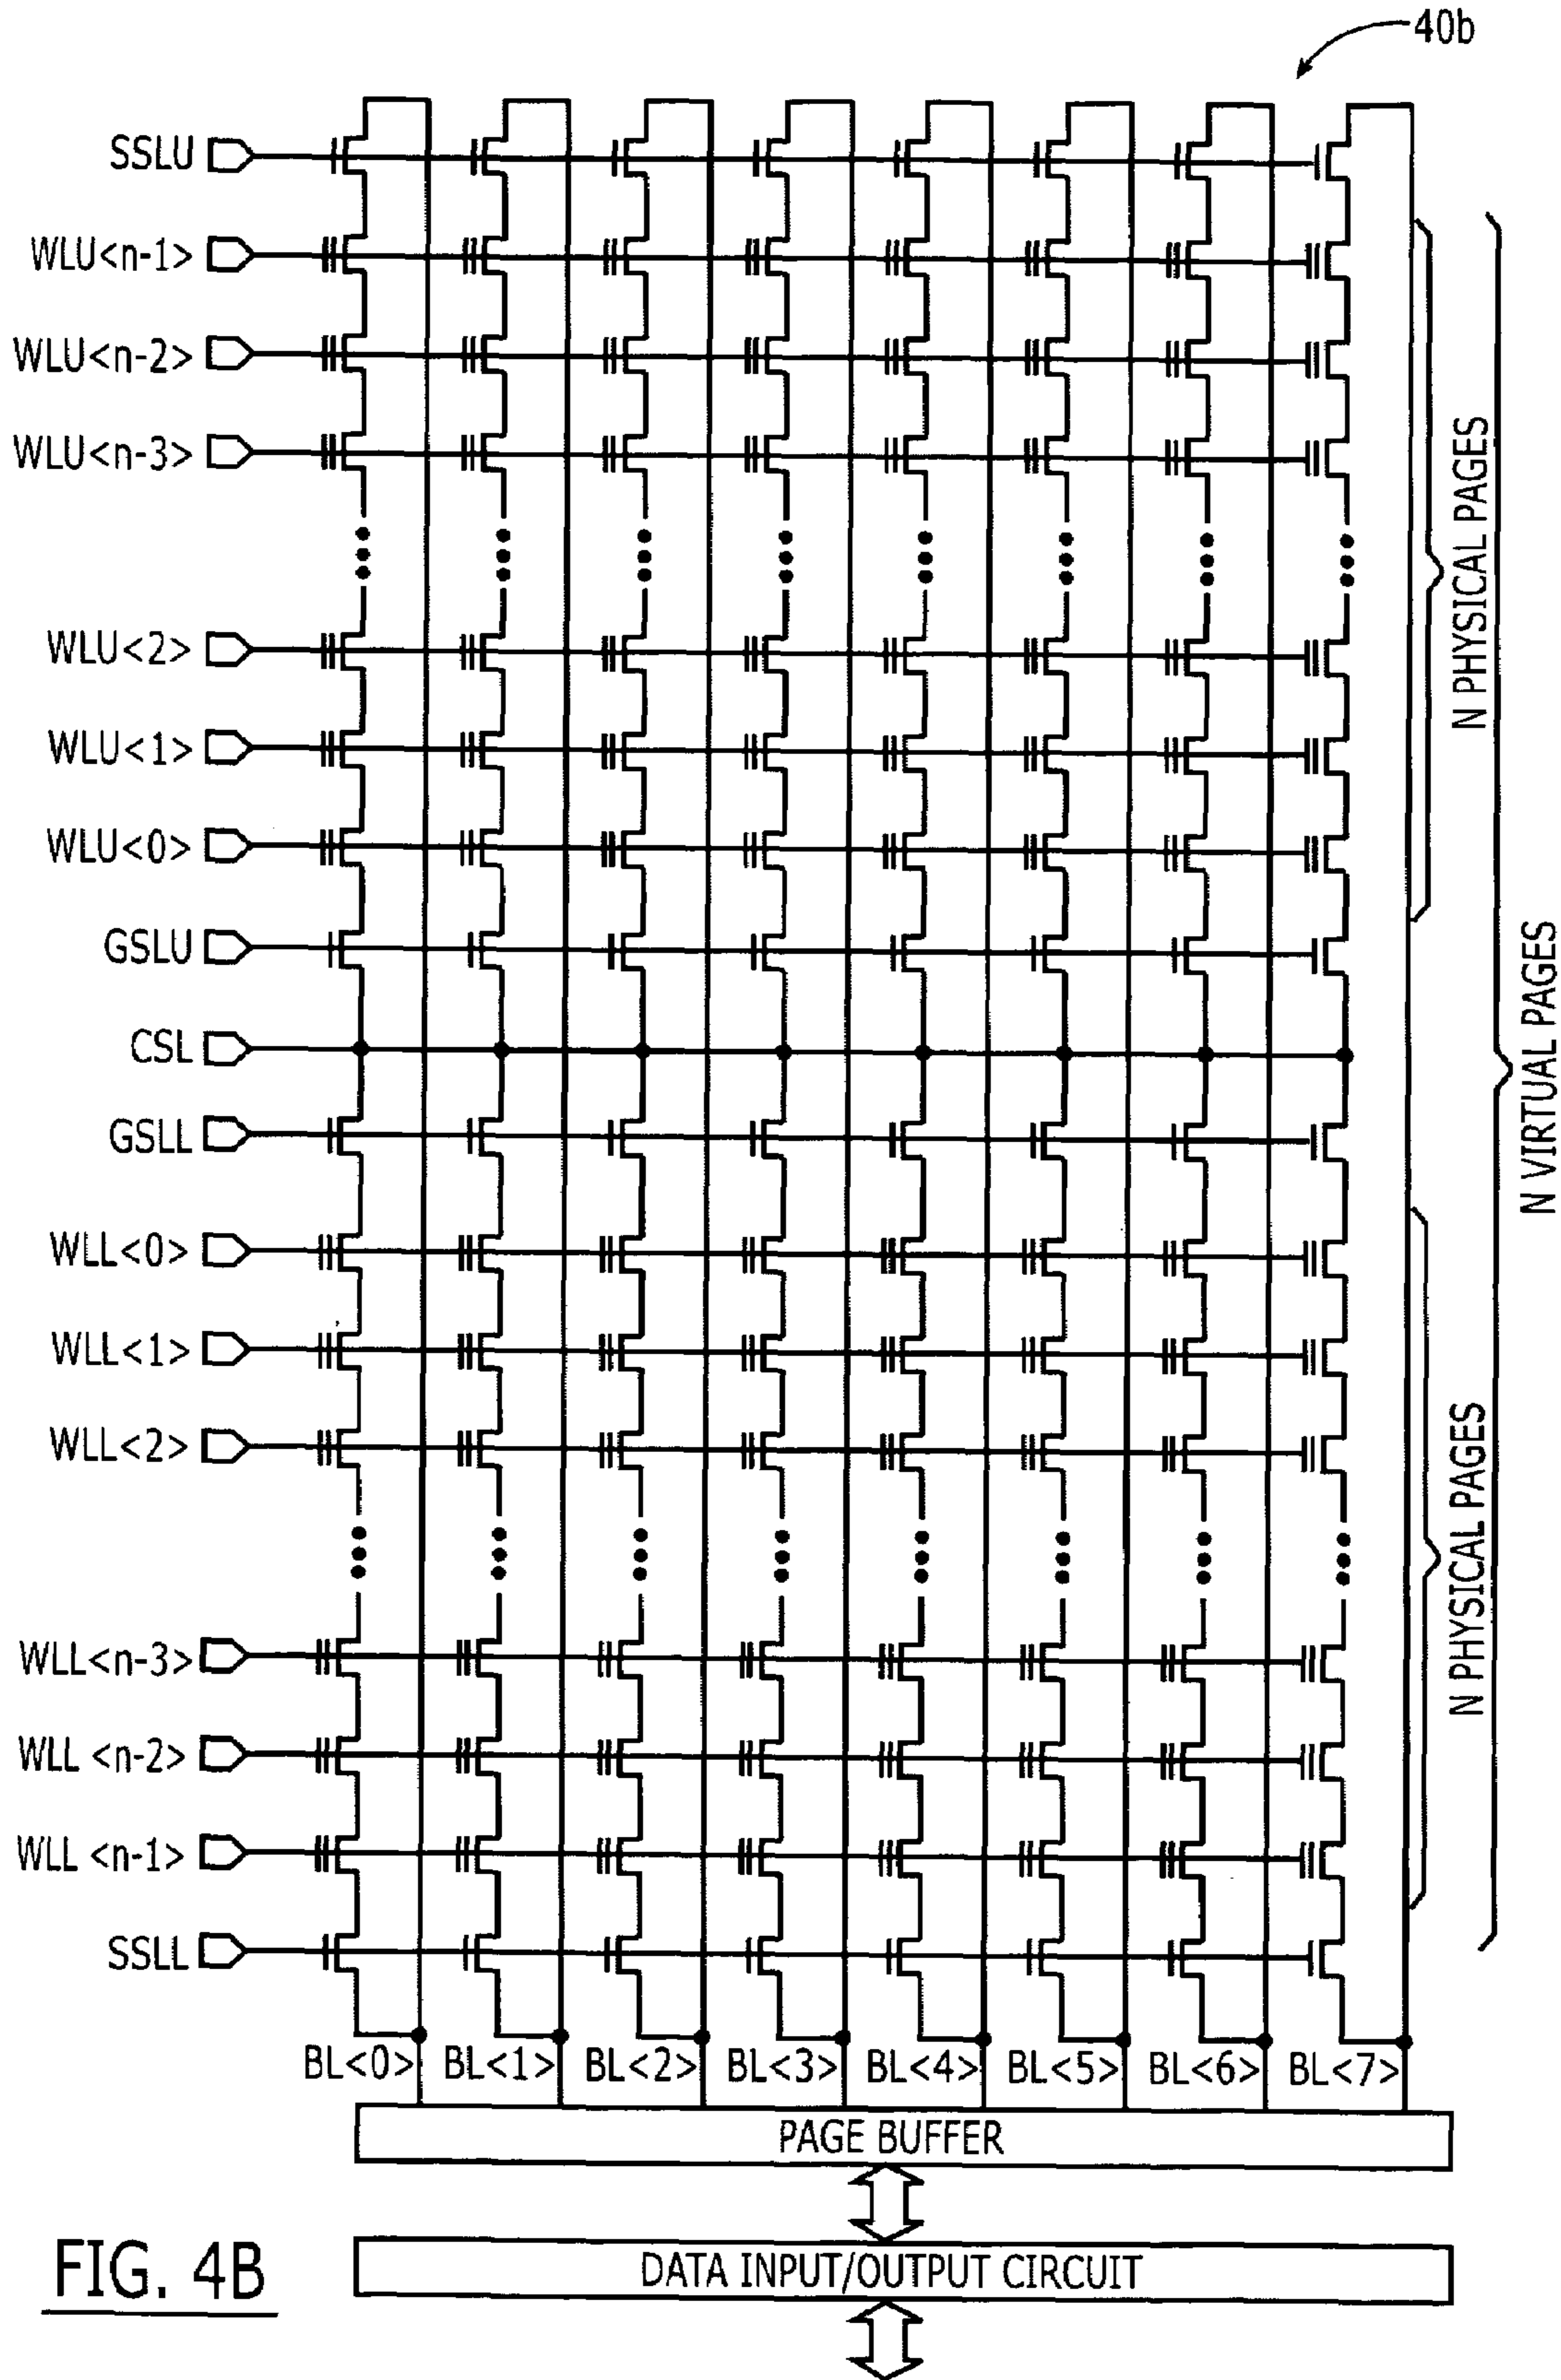 40b
SSLU
WLU<n-1>
WLU<n-2>
WLU<n-3>
WLU<2>
WLU<1>
WLU<0>
GSLU
CSL
GSLL
WLL<0>
WLL<1>
WLL<2>
WLL<n-3>
WLL <n-2>
WLL <n-1>
SSLL
N PHYSICAL PAGES
N VIRTUAL PAGES
N PHYSICAL PAGES
BL<0> BL<1> BL<2> BL<3> BL<4> BL<5> BL<6> BL<7>
PAGE BUFFER
DATA INPUT/OUTPUT CIRCUIT
FIG. 4B